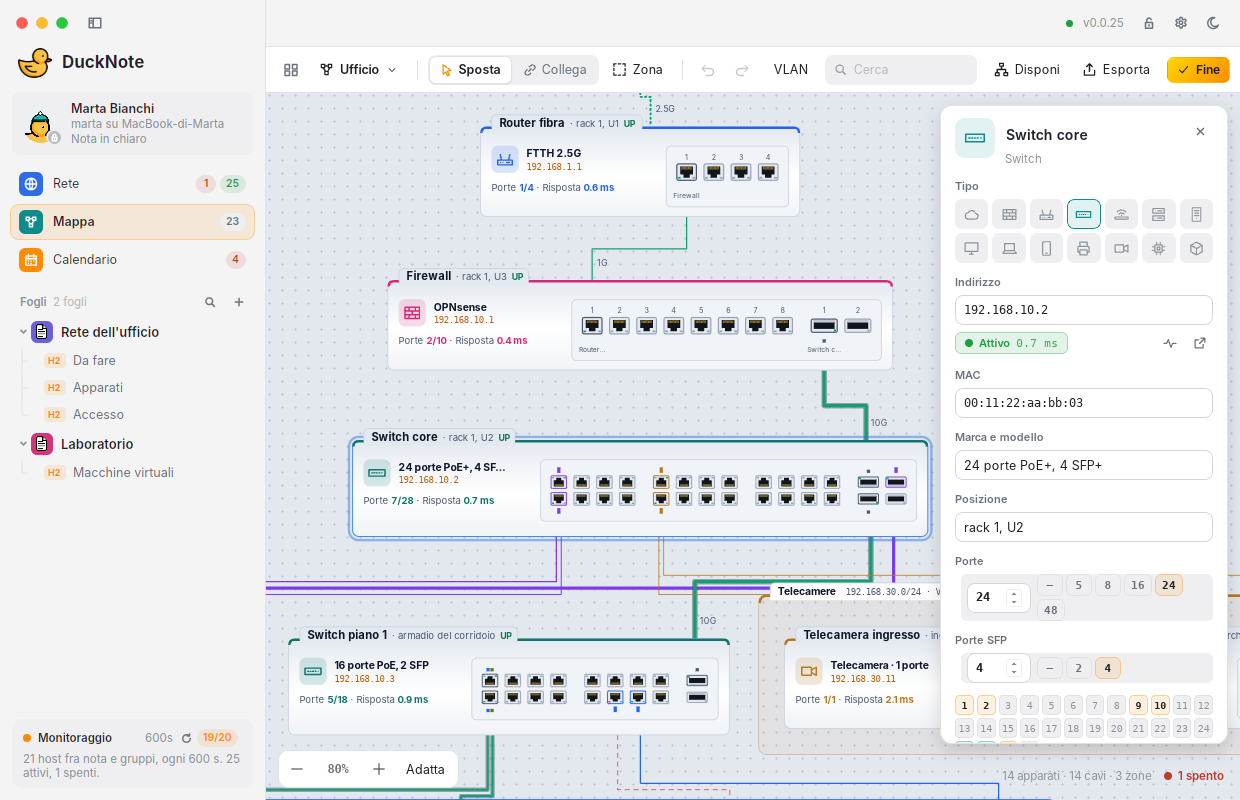 v0.0.25
DuckNote
Marta Bianchi
marta su MacBook-di-Marta
Nota in chiaro
Rete 1 25
Mappa 23
Calendario 4
Fogli 2 fogli
Rete dell'ufficio
H2 Da fare
H2 Apparati
H2 Accesso
Laboratorio
H2 Macchine virtuali
Monitoraggio 600s 19/20
21 host fra nota e gruppi, ogni 600 s. 25
attivi, 1 spenti.
Ufficio Sposta Collega Zona VLAN Cerca Disponi Esporta Fine
2.5G
Router fibra · rack 1, U1 UP
FTTH 2.5G
192.168.1.1
Porte 1/4 · Risposta 0.6 ms
1 2 3 4
Firewall
1G
Firewall · rack 1, U3 UP
OPNsense
192.168.10.1
Porte 2/10 · Risposta 0.4 ms
1 2 3 4 5 6 7 8 1 2
Router... Switch c...
10G
Switch core · rack 1, U2 UP
24 porte PoE+, 4 SF...
192.168.10.2
Porte 7/28 · Risposta 0.7 ms
10G
Switch piano 1 · armadio del corridoio UP
16 porte PoE, 2 SFP
192.168.10.3
Porte 5/18 · Risposta 0.9 ms
Telecamere 192.168.30.0/24 ·
Telecamera ingresso
Telecamera · 1 porte
192.168.30.11
Porte 1/1 · Risposta 2.1 ms
80% Adatta
14 apparati · 14 cavi · 3 zone 1 spento
Switch core
Switch
Tipo
Indirizzo
192.168.10.2
Attivo 0.7 ms
MAC
00:11:22:aa:bb:03
Marca e modello
24 porte PoE+, 4 SFP+
Posizione
rack 1, U2
Porte
24 – 5 8 16 24
48
Porte SFP
4 – 2 4
1 2 3 4 5 6 7 8 9 10 11 12
13 14 15 16 17 18 19 20 21 22 23 24